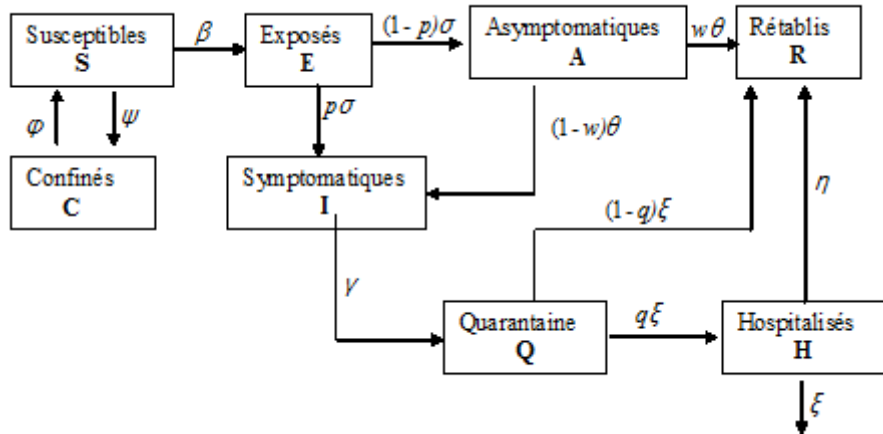 Susceptibles
S
β
Exposés
E
(1- p)σ
Asymptomatiques
A
wθ
Rétablis
R
φ
ψ
pσ
(1- w)θ
Confinés
C
Symptomatiques
I
(1- q)ξ
η
γ
Quarantaine
Q
qξ
Hospitalisés
H
ξ